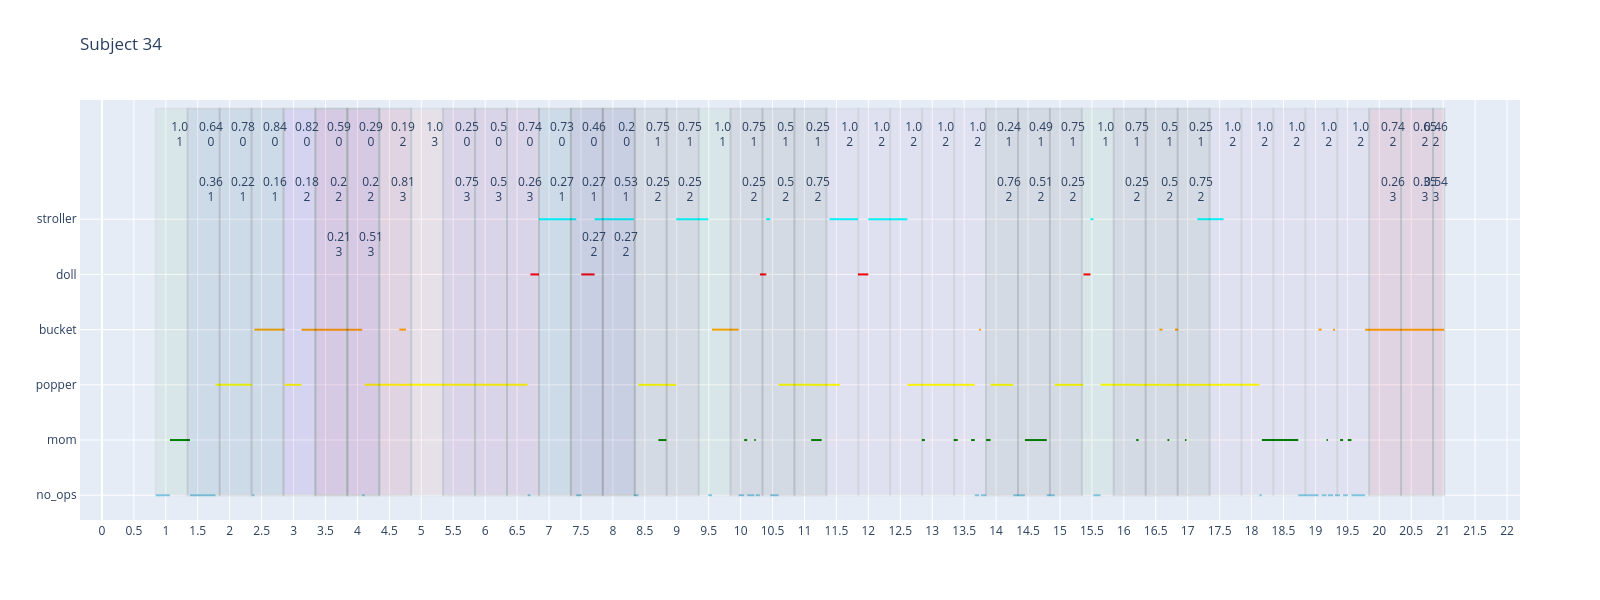 Subject 34
1.0 0.64 0.78 0.84 0.82 0.59 0.29 0.19 1.0 0.25 0.5 0.74 0.73 0.46 0.2 0.75 0.75 1.0 0.75 0.5 0.25 1.0 1.0 1.0 1.0 1.0 0.24 0.49 0.75 1.0 0.75 0.5 0.25 1.0 1.0 1.0 1.0 1.0 0.74 0.46
1 0 0 0 0 0 0 2 3 0 0 0 0 0 0 1 1 1 1 1 1 2 2 2 2 2 1 1 1 1 1 1 1 2 2 2 2 2 2 2 2
0.36 0.22 0.16 0.18 0.2 0.2 0.81 0.75 0.5 0.26 0.27 0.27 0.53 0.25 0.25 0.25 0.5 0.75 0.76 0.51 0.25 0.25 0.5 0.75 0.26 0.54
1 1 1 2 2 2 3 3 3 3 1 1 1 2 2 2 2 2 2 2 2 2 2 2 3 3 3
stroller
0.21 0.51 0.27 0.27
3 3 2 2
doll
bucket
popper
mom
no_ops
0 0.5 1 1.5 2 2.5 3 3.5 4 4.5 5 5.5 6 6.5 7 7.5 8 8.5 9 9.5 10 10.5 11 11.5 12 12.5 13 13.5 14 14.5 15 15.5 16 16.5 17 17.5 18 18.5 19 19.5 20 20.5 21 21.5 22